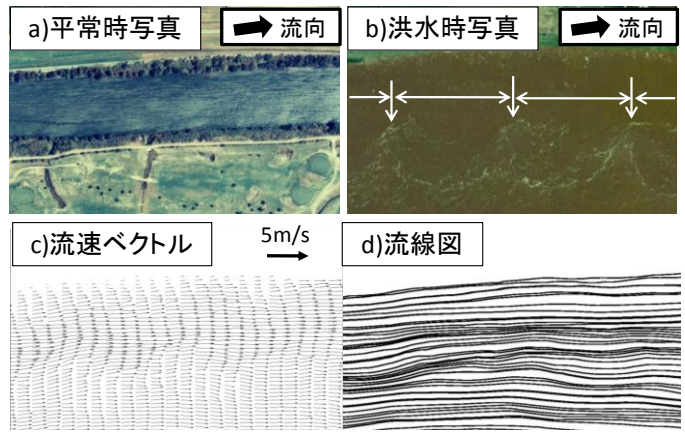 a)平常時写真
流向
b)洪水時写真
流向
c)流速ベクトル
5m/s
d)流線図